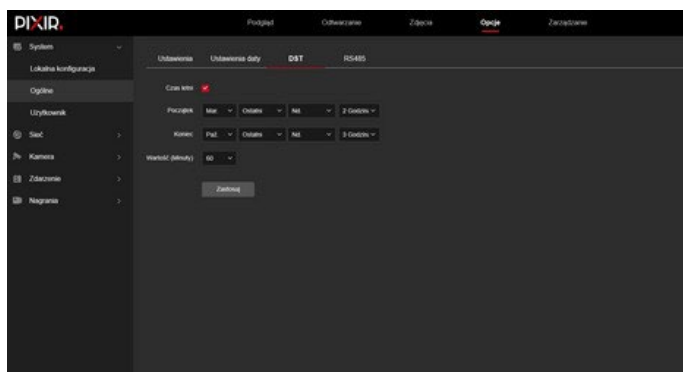 PIXIR.
Podgląd Odtwarzanie Zdjęcia Opcje Zarządzanie
System
Lokalna konfiguracja
Ogólne
Użytkownik
Sieć
Kamera
Zdarzenie
Nagrania
Ustawienia Ustawienia daty DST RS485
Czas letni
Początek Mar. Ostatni Nd. 2 Godzin
Koniec Paź. Ostatni Nd. 3 Godzin
Wartość (Minuty) 60
Zastosuj